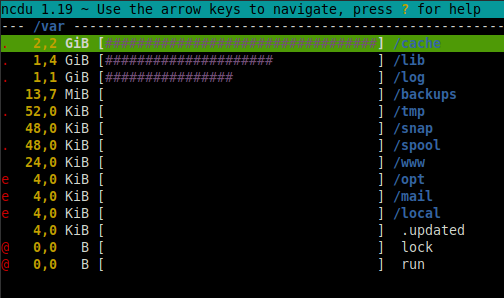 ncdu 1.19 ~ Use the arrow keys to navigate, press ? for help
--- /var ------------------------------------------------------
. 2,2 GiB [##################################] /cache
. 1,4 GiB [##################### ] /lib
. 1,1 GiB [################ ] /log
13,7 MiB [ ] /backups
. 52,0 KiB [ ] /tmp
48,0 KiB [ ] /snap
. 48,0 KiB [ ] /spool
24,0 KiB [ ] /www
e 4,0 KiB [ ] /opt
e 4,0 KiB [ ] /mail
e 4,0 KiB [ ] /local
4,0 KiB [ ] .updated
@ 0,0 B [ ] lock
@ 0,0 B [ ] run